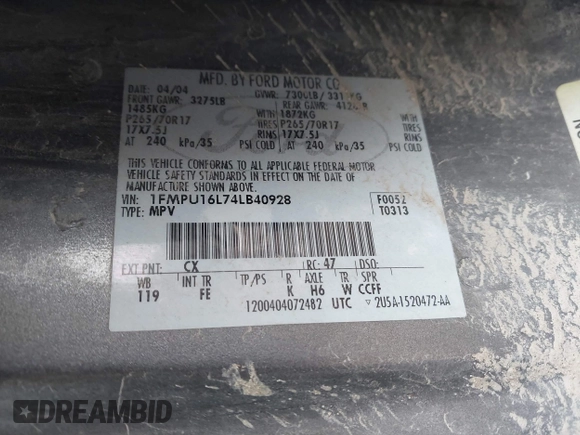 MFD. BY FORD MOTOR CO
DATE: 04/04
GVWR:
FRONT GAWR: 3275LB
REAR GAWR:
1485KG WITH 1872KG WITH
P265/70R17 TIRES P265/70R17 TIRES
17X7.5J RIMS 17X7.5J RIMS
AT 240 kPa/35 PSI COLD AT 240 kPa/35 PSI COLD
THIS VEHICLE CONFORMS TO ALL APPLICABLE FEDERAL MOTOR
VEHICLE SAFETY STANDARDS IN EFFECT ON THE DATE OF
MANUFACTURE SHOWN ABOVE.
VIN: 1FMPU16L74LB40928 F0052
TYPE: MPV T0313
EXT PNT: CX RC: 47 DSO:
WB INT TR TP/PS R AXLE TR SPR
119 FE K H6 W CCFF
1200404072482 UTC 2U5A-1520472-AA
DREAMBID